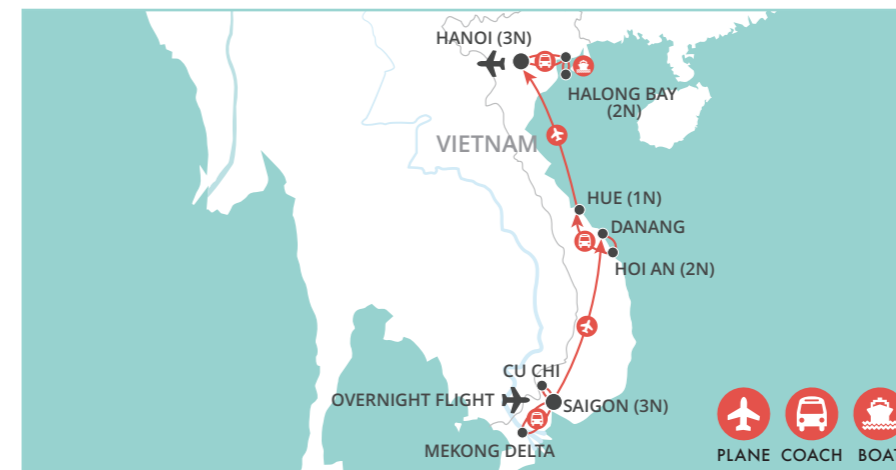 HANOI (3N)
HALONG BAY
(2N)
VIETNAM
HUE (1N)
DANANG
HOI AN (2N)
CU CHI
OVERNIGHT FLIGHT
SAIGON (3N)
MEKONG DELTA
PLANE COACH BOAT